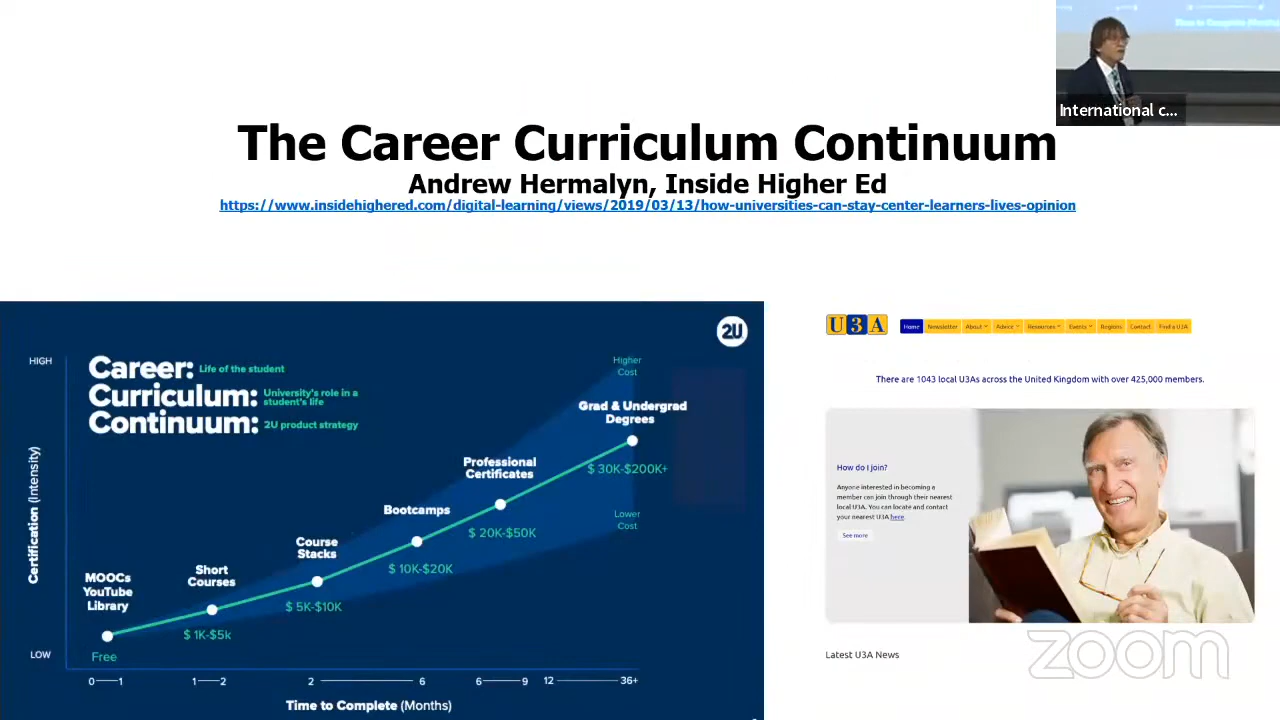 Time to Complete (Months)
International c...
The Career Curriculum Continuum
Andrew Hermalyn, Inside Higher Ed
https://www.insidehighered.com/digital-learning/views/2019/03/13/how-universities-can-stay-center-learners-lives-opinion
2U
HIGH
Career: Life of the student
Curriculum: University's role in a
student's life
Continuum: 2U product strategy
Higher
Cost
Grad & Undergrad
Degrees
$ 30K-$200K+
Professional
Certificates
$ 20K-$50K
Lower
Cost
Bootcamps
$ 10K-$20K
Course
Stacks
$ 5K-$10K
Short
Courses
$ 1K-$5k
MOOCs
YouTube
Library
Free
Certification (Intensity)
LOW
0 1 1 2 2 6 6 9 12 36+
Time to Complete (Months)
U3A
Home Newsletter About Advice Resources Events Regions Contact Find a U3A
There are 1043 local U3As across the United Kingdom with over 425,000 members.
How do I join?
Anyone interested in becoming a
member can join through their nearest
local U3A. You can locate and contact
your nearest U3A here.
See more
Latest U3A News
zoom